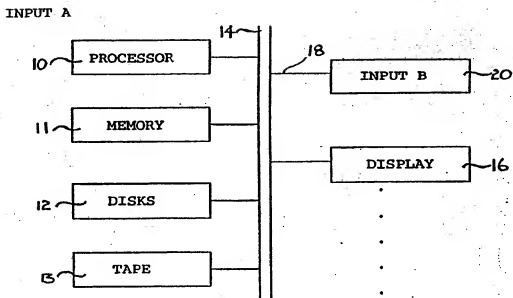 INPUT A
14
10 PROCESSOR
18
INPUT B 20
11 MEMORY
DISPLAY 16
12 DISKS
13 TAPE